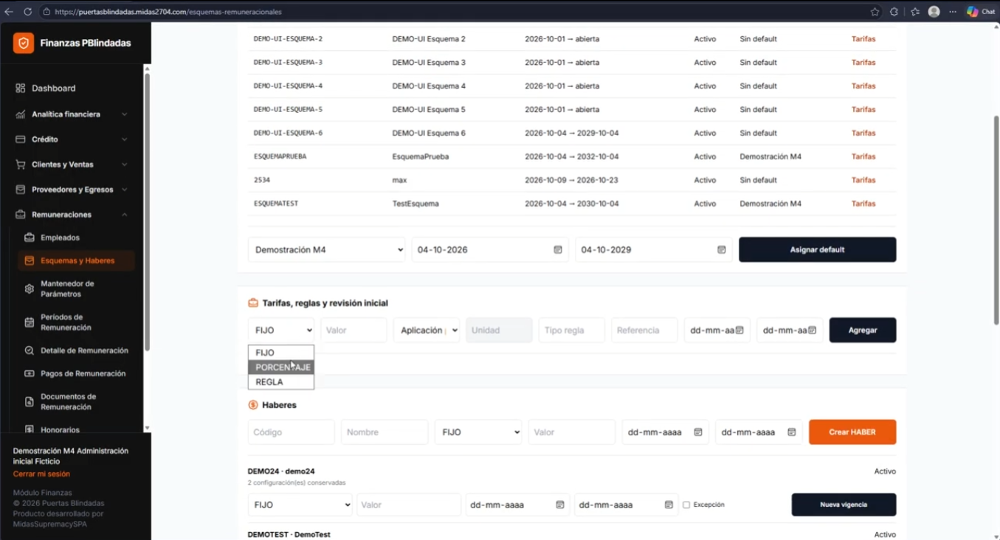 https://puertasblindadas.midas2704.com/esquemas-remuneracionales
Chat
Finanzas PBlindadas
Dashboard
Analítica financiera
Crédito
Clientes y Ventas
Proveedores y Egresos
Remuneraciones
Empleados
Esquemas y Haberes
Mantenedor de
Parámetros
Períodos de
Remuneración
Detalle de Remuneración
Pagos de Remuneración
Documentos de
Remuneración
Honorarios
Demostración M4 Administración
inicial Ficticio
Cerrar mi sesión
Módulo Finanzas
© 2026 Puertas Blindadas
Producto desarrollado por
MidasSupremacySPA
DEMO-UI-ESQUEMA-2 DEMO-UI Esquema 2 2026-10-01 → abierta Activo Sin default Tarifas
DEMO-UI-ESQUEMA-3 DEMO-UI Esquema 3 2026-10-01 → abierta Activo Sin default Tarifas
DEMO-UI-ESQUEMA-4 DEMO-UI Esquema 4 2026-10-01 → abierta Activo Sin default Tarifas
DEMO-UI-ESQUEMA-5 DEMO-UI Esquema 5 2026-10-01 → abierta Activo Sin default Tarifas
DEMO-UI-ESQUEMA-6 DEMO-UI Esquema 6 2026-10-04 → 2029-10-04 Activo Sin default Tarifas
ESQUEMAPRUEBA EsquemaPrueba 2026-10-04 → 2032-10-04 Activo Demostración M4 Tarifas
2534 max 2026-10-09 → 2026-10-23 Activo Sin default Tarifas
ESQUEMATEST TestEsquema 2026-10-04 → 2030-10-04 Activo Demostración M4 Tarifas
Demostración M4 04-10-2026 04-10-2029 Asignar default
Tarifas, reglas y revisión inicial
FIJO Valor Aplicación Unidad Tipo regla Referencia dd-mm-aa dd-mm-aa Agregar
FIJO
PORCENTAJE
REGLA
Haberes
Código Nombre FIJO Valor dd-mm-aaaa dd-mm-aaaa Crear HABER
DEMO24 · demo24 Activo
2 configuración(es) conservadas
FIJO Valor dd-mm-aaaa dd-mm-aaaa Excepción Nueva vigencia
DEMOTEST · DemoTest Activo